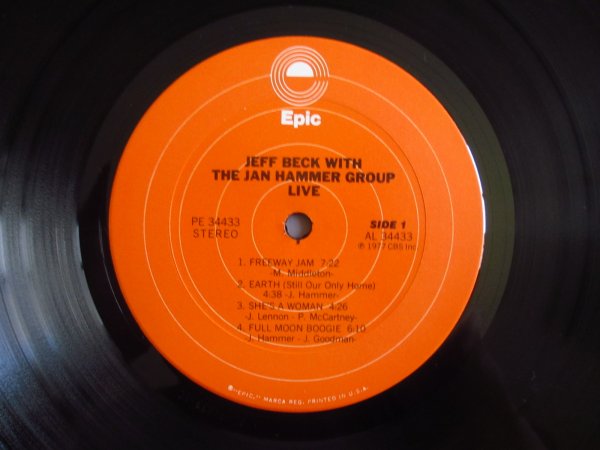 Epic
JEFF BECK WITH
THE JAN HAMMER GROUP
LIVE
PE 34433
STEREO
SIDE 1
AL 34433
℗ 1977 CBS Inc.
1. FREEWAY JAM 7:22
-M. Middleton-
2. EARTH (Still Our Only Home)
4:38 -J. Hammer-
3. SHE'S A WOMAN 4:26
-J. Lennon - P. McCartney-
4. FULL MOON BOOGIE 6:10
-J. Hammer - J. Goodman-
®"EPIC," MARCA REG. PRINTED IN U.S.A.